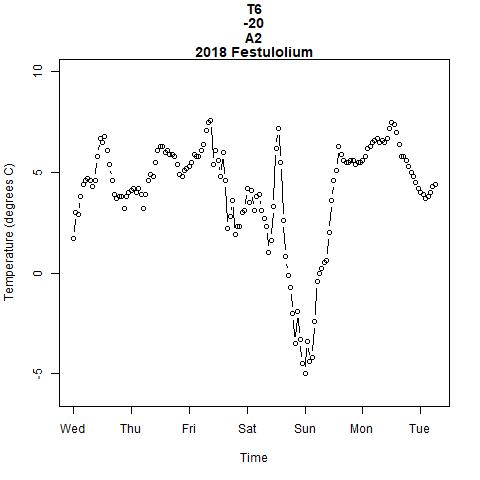 T6
-20
A2
2018 Festulolium
Temperature (degrees C)
10
5
0
-5
Wed Thu Fri Sat Sun Mon Tue
Time